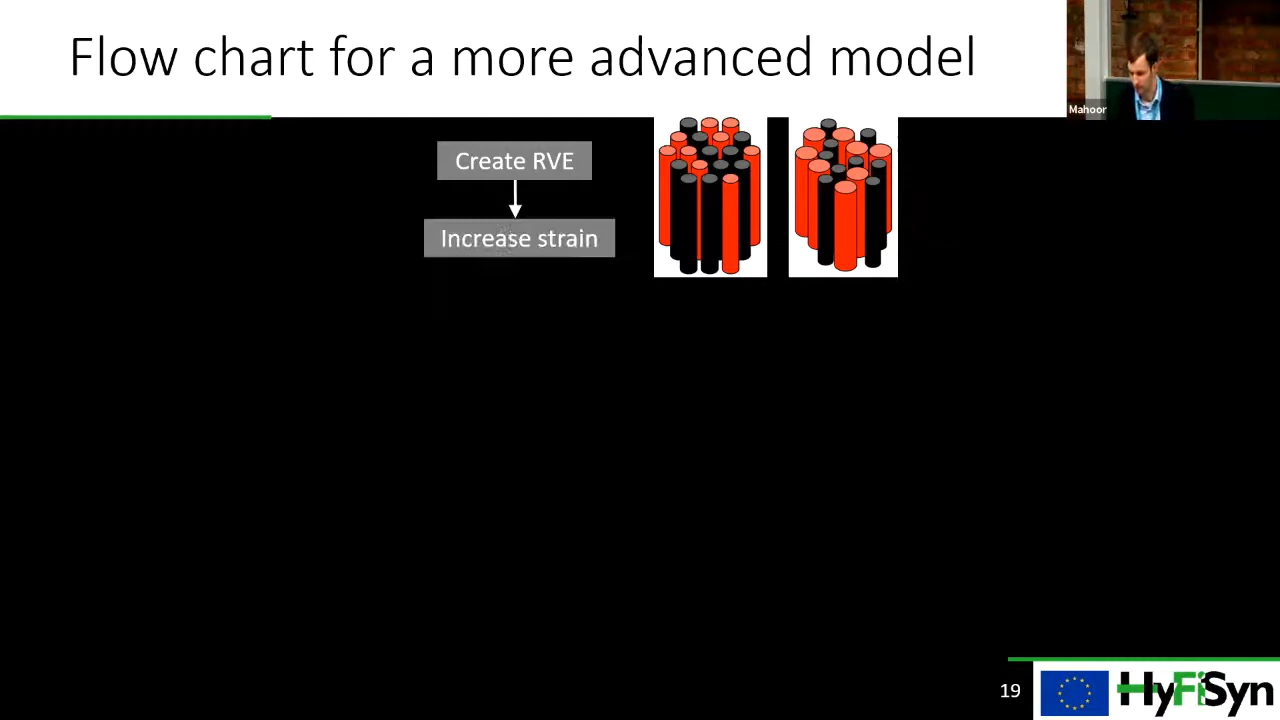 Flow chart for a more advanced model
Mahoor
Create RVE
Increase strain
19
HyFiSyn